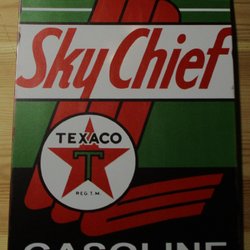 Sky Chief
TEXACO
T
REG T.M.
GASOLINE